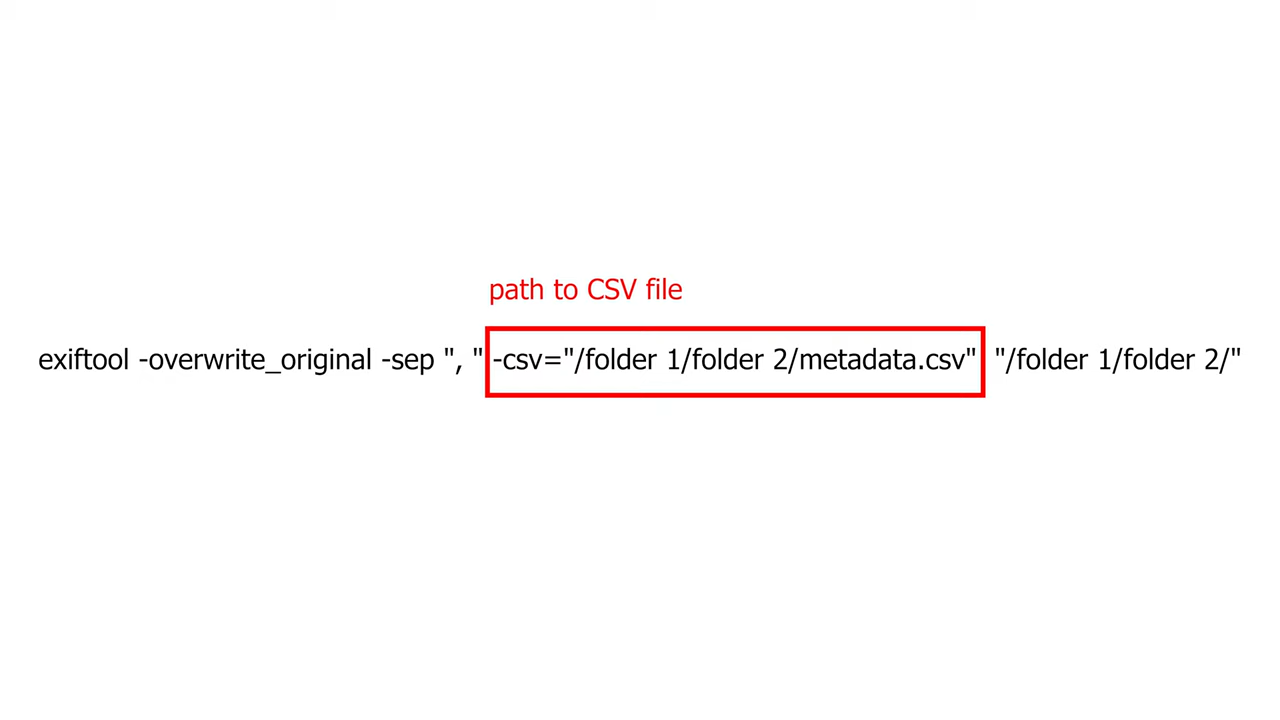 path to CSV file
exiftool -overwrite_original -sep ", " -csv="/folder 1/folder 2/metadata.csv" "/folder 1/folder 2/"